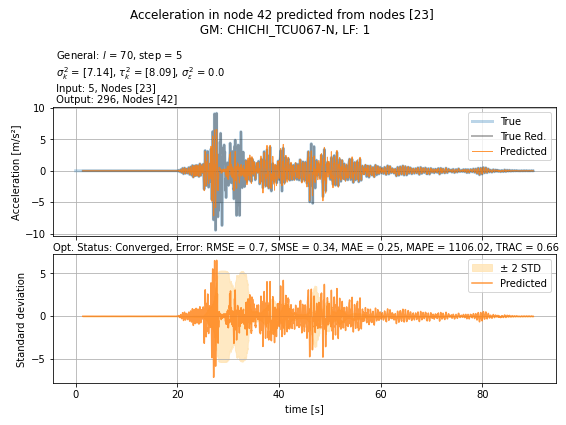 Acceleration in node 42 predicted from nodes [23]
GM: CHICHI_TCU067-N, LF: 1
General: l = 70, step = 5
σ²ₖ = [7.14], τ²ₖ = [8.09], σ²ε = 0.0
Input: 5, Nodes [23]
Output: 296, Nodes [42]
Acceleration [m/s²]
10
5
0
−5
−10
True
True Red.
Predicted
Opt. Status: Converged, Error: RMSE = 0.7, SMSE = 0.34, MAE = 0.25, MAPE = 1106.02, TRAC = 0.66
Standard deviation
5
0
−5
± 2 STD
Predicted
0 20 40 60 80
time [s]